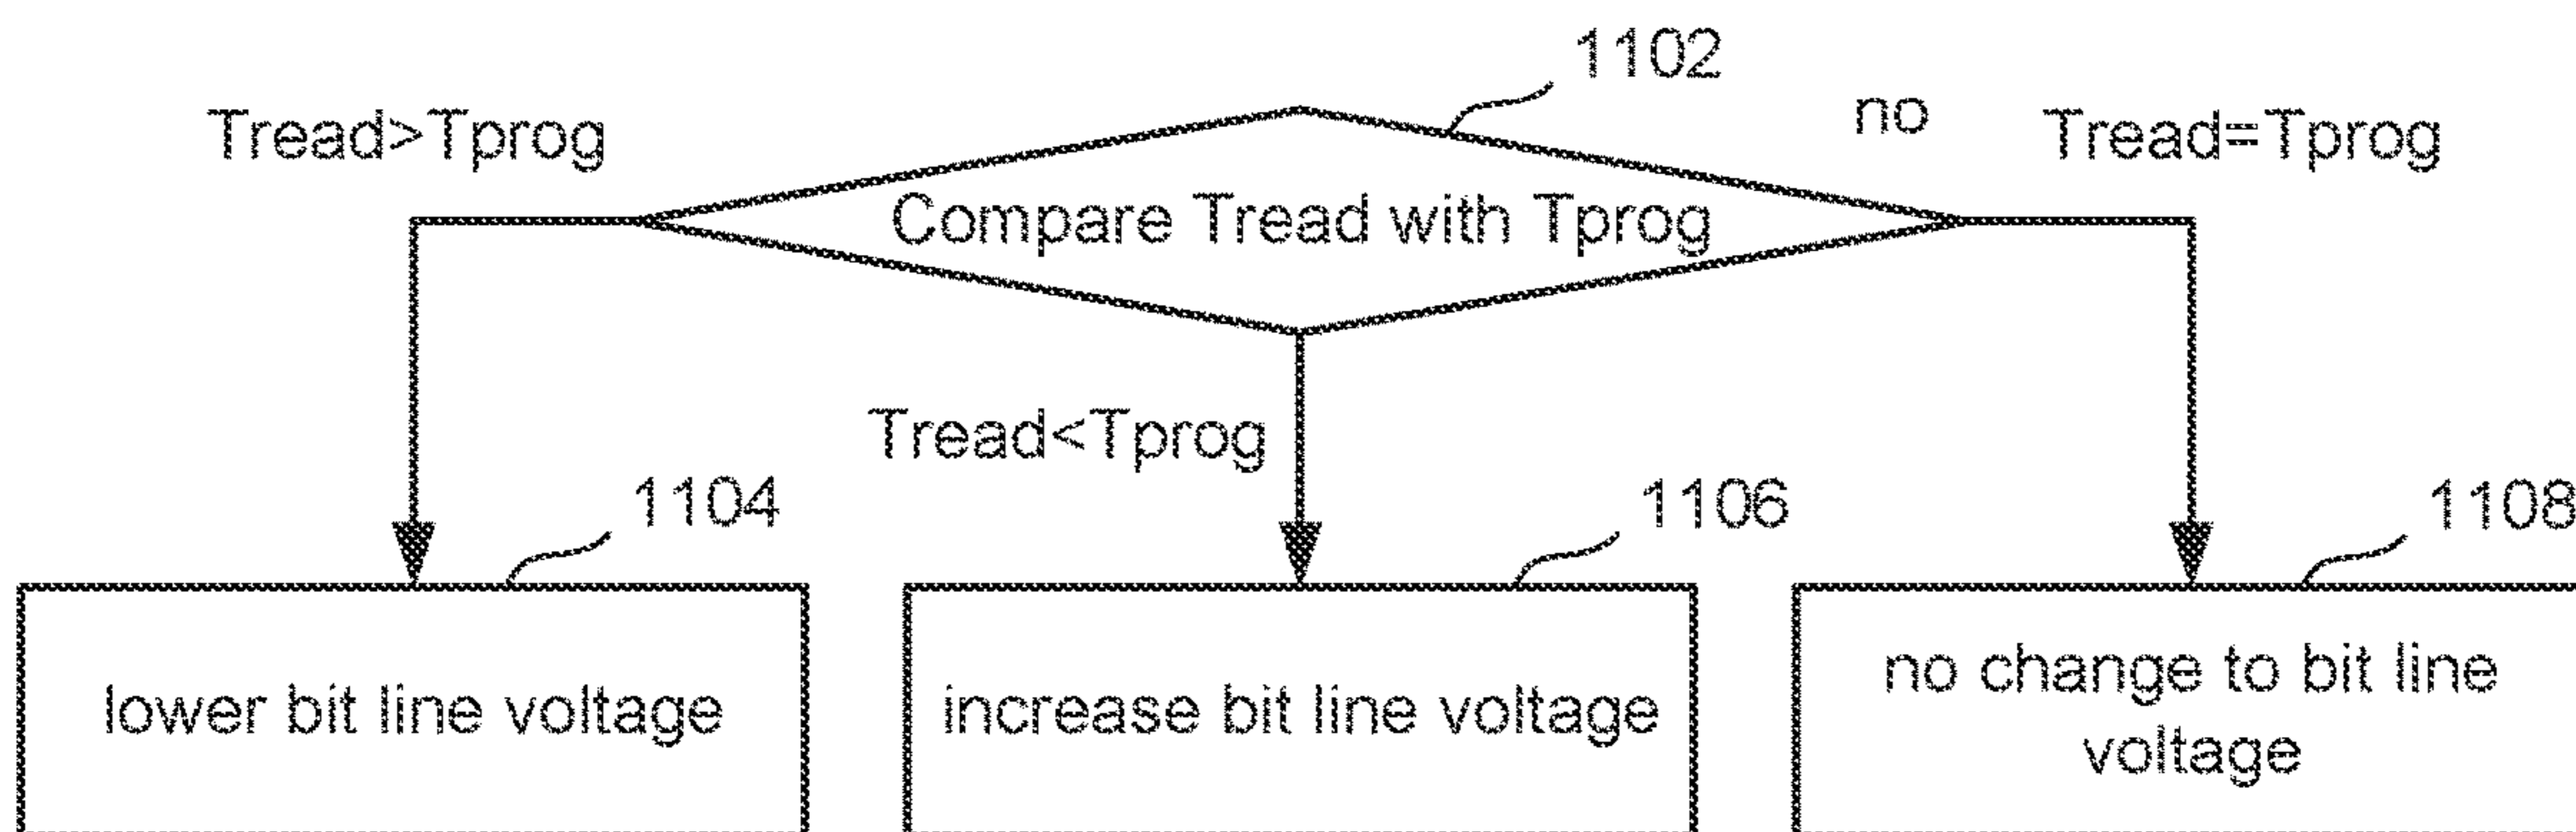 1102
Tread>Tprog
no
Tread=Tprog
Compare Tread with Tprog
Tread<Tprog
1104
1106
1108
lower bit line voltage
increase bit line voltage
no change to bit line
voltage